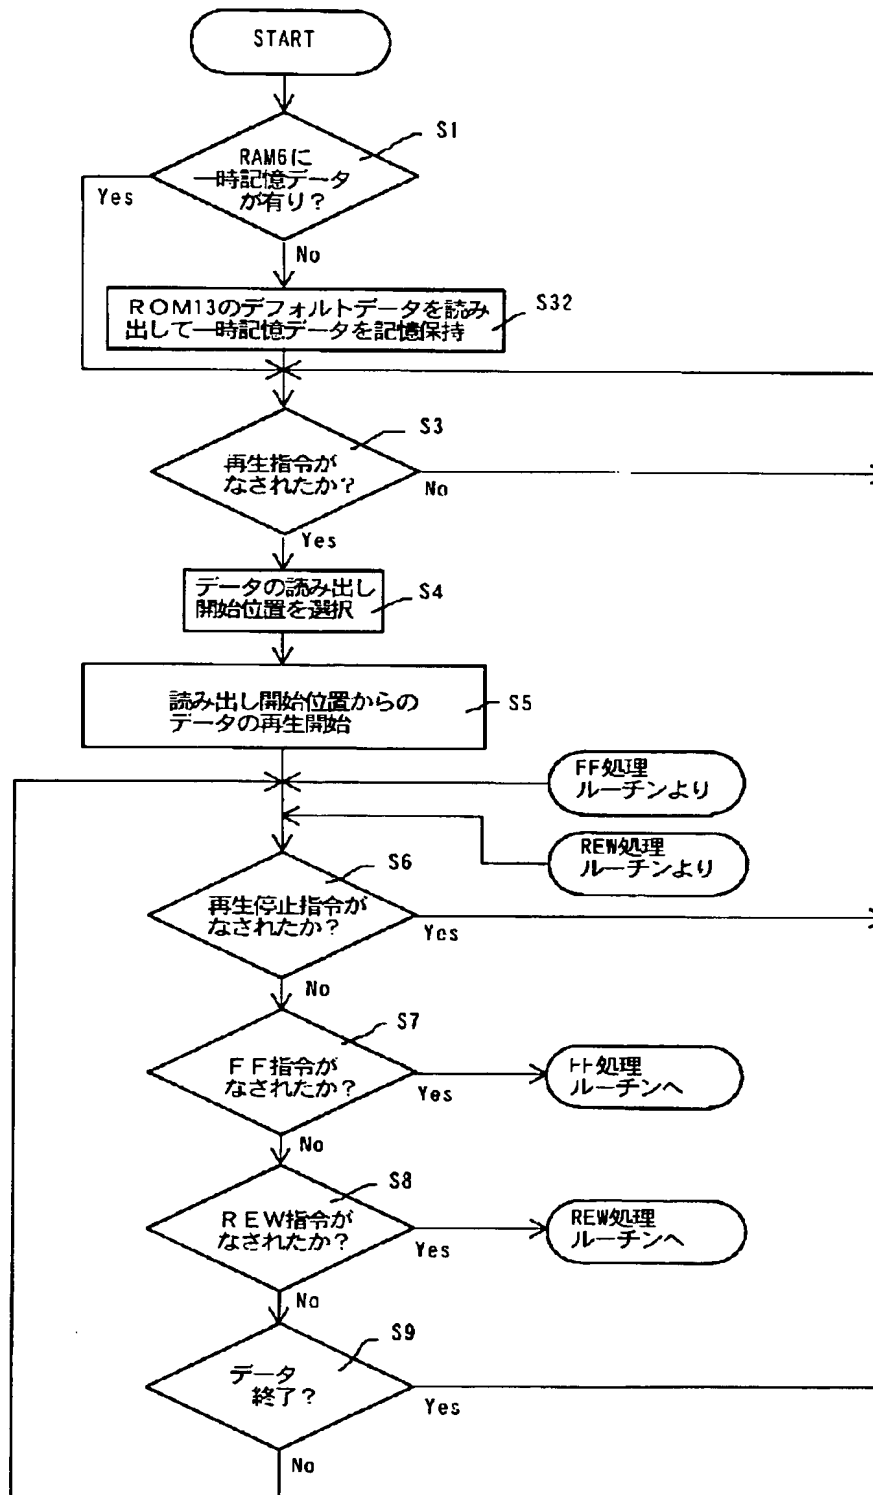 START
S1
RAM6に
一時記憶データ
が有り？
Yes
No
ROM13のデフォルトデータを読み
出して一時記憶データを記憶保持
S32
S3
再生指令が
なされたか？
No
Yes
データの読み出し
開始位置を選択
S4
読み出し開始位置からの
データの再生開始
S5
FF処理
ルーチンより
REW処理
ルーチンより
S6
再生停止指令が
なされたか？
Yes
No
S7
FF指令が
なされたか？
Yes
FF処理
ルーチンへ
No
S8
REW指令が
なされたか？
Yes
REW処理
ルーチンへ
No
S9
データ
終了？
Yes
No